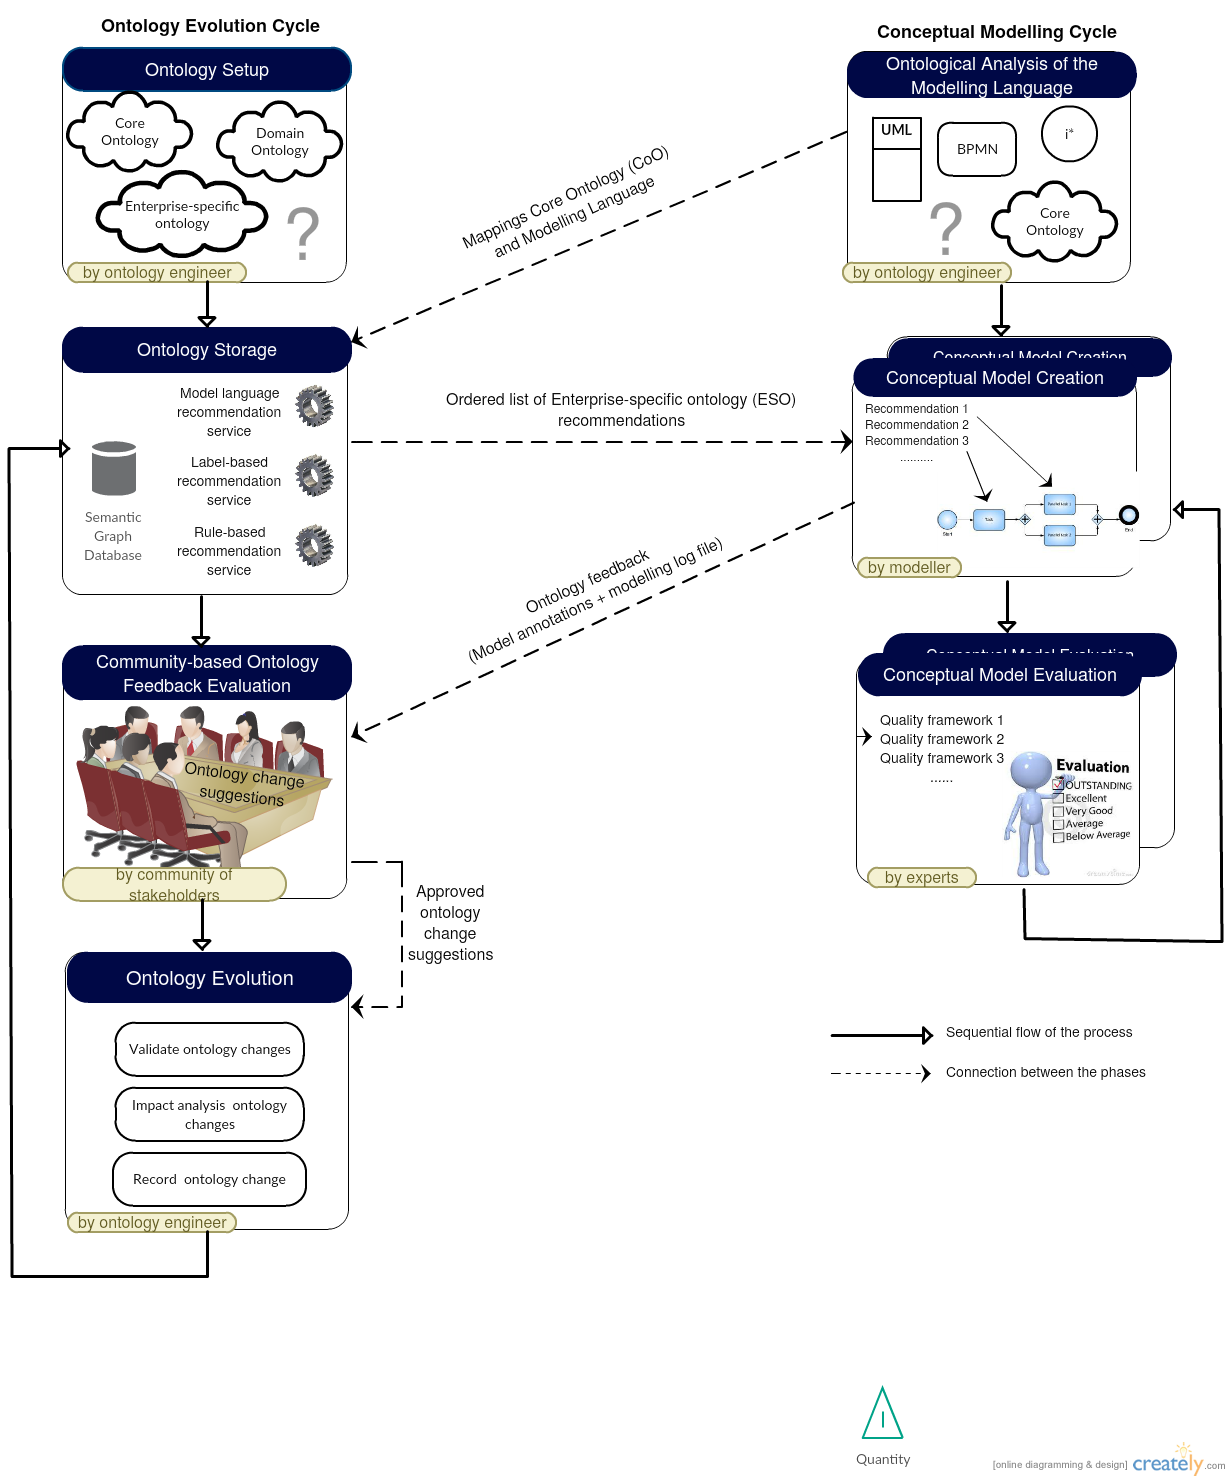 Ontology Evolution Cycle
Ontology Setup
Core
Ontology
Domain
Ontology
Enterprise-specific
ontology
?
by ontology engineer
Conceptual Modelling Cycle
Ontological Analysis of the
Modelling Language
UML
BPMN
i*
?
Core
Ontology
by ontology engineer
Mappings Core Ontology (CoO)
and Modelling Language
Ontology Storage
Model language
recommendation
service
Label-based
recommendation
service
Rule-based
recommendation
service
Semantic
Graph
Database
Ordered list of Enterprise-specific ontology (ESO)
recommendations
Conceptual Model Creation
Conceptual Model Creation
Recommendation 1
Recommendation 2
Recommendation 3
..........
Start
Task
End
by modeller
Ontology feedback
(Model annotations + modelling log file)
Community-based Ontology
Feedback Evaluation
Ontology change
suggestions
by community of
stakeholders
Conceptual Model Evaluation
Conceptual Model Evaluation
Quality framework 1
Quality framework 2
Quality framework 3
......
Evaluation
OUTSTANDING
Excellent
Very Good
Average
Below Average
by experts
Approved
ontology
change
suggestions
Ontology Evolution
Validate ontology changes
Impact analysis ontology
changes
Record ontology change
by ontology engineer
Sequential flow of the process
Connection between the phases
Quantity
[online diagramming & design] creately.com